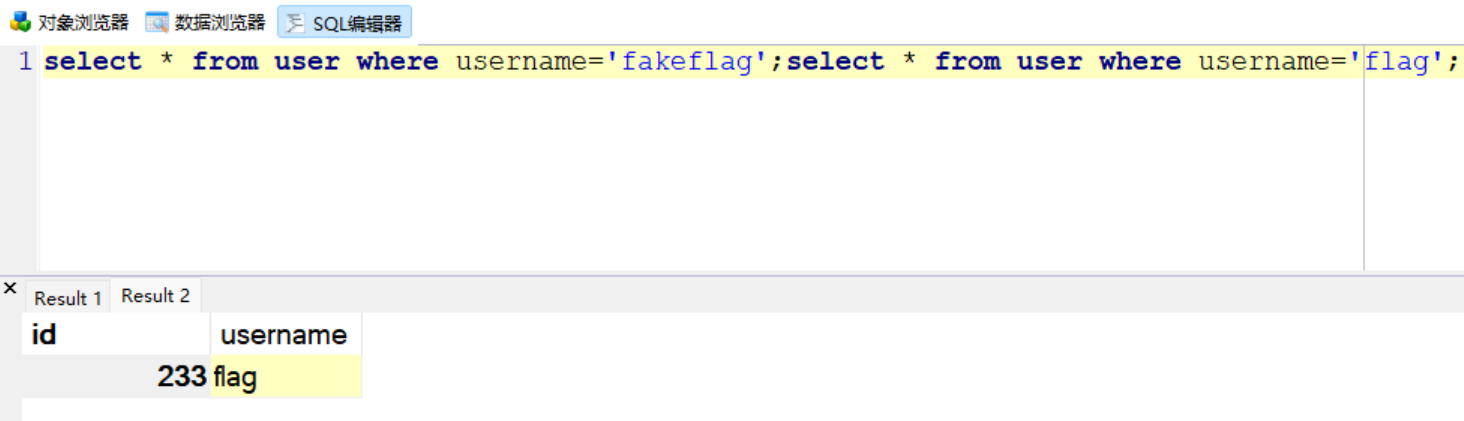 对象浏览器 数据浏览器 SQL编辑器
1 select * from user where username='fakeflag';select * from user where username='flag';
× Result 1 Result 2
id username
233 flag